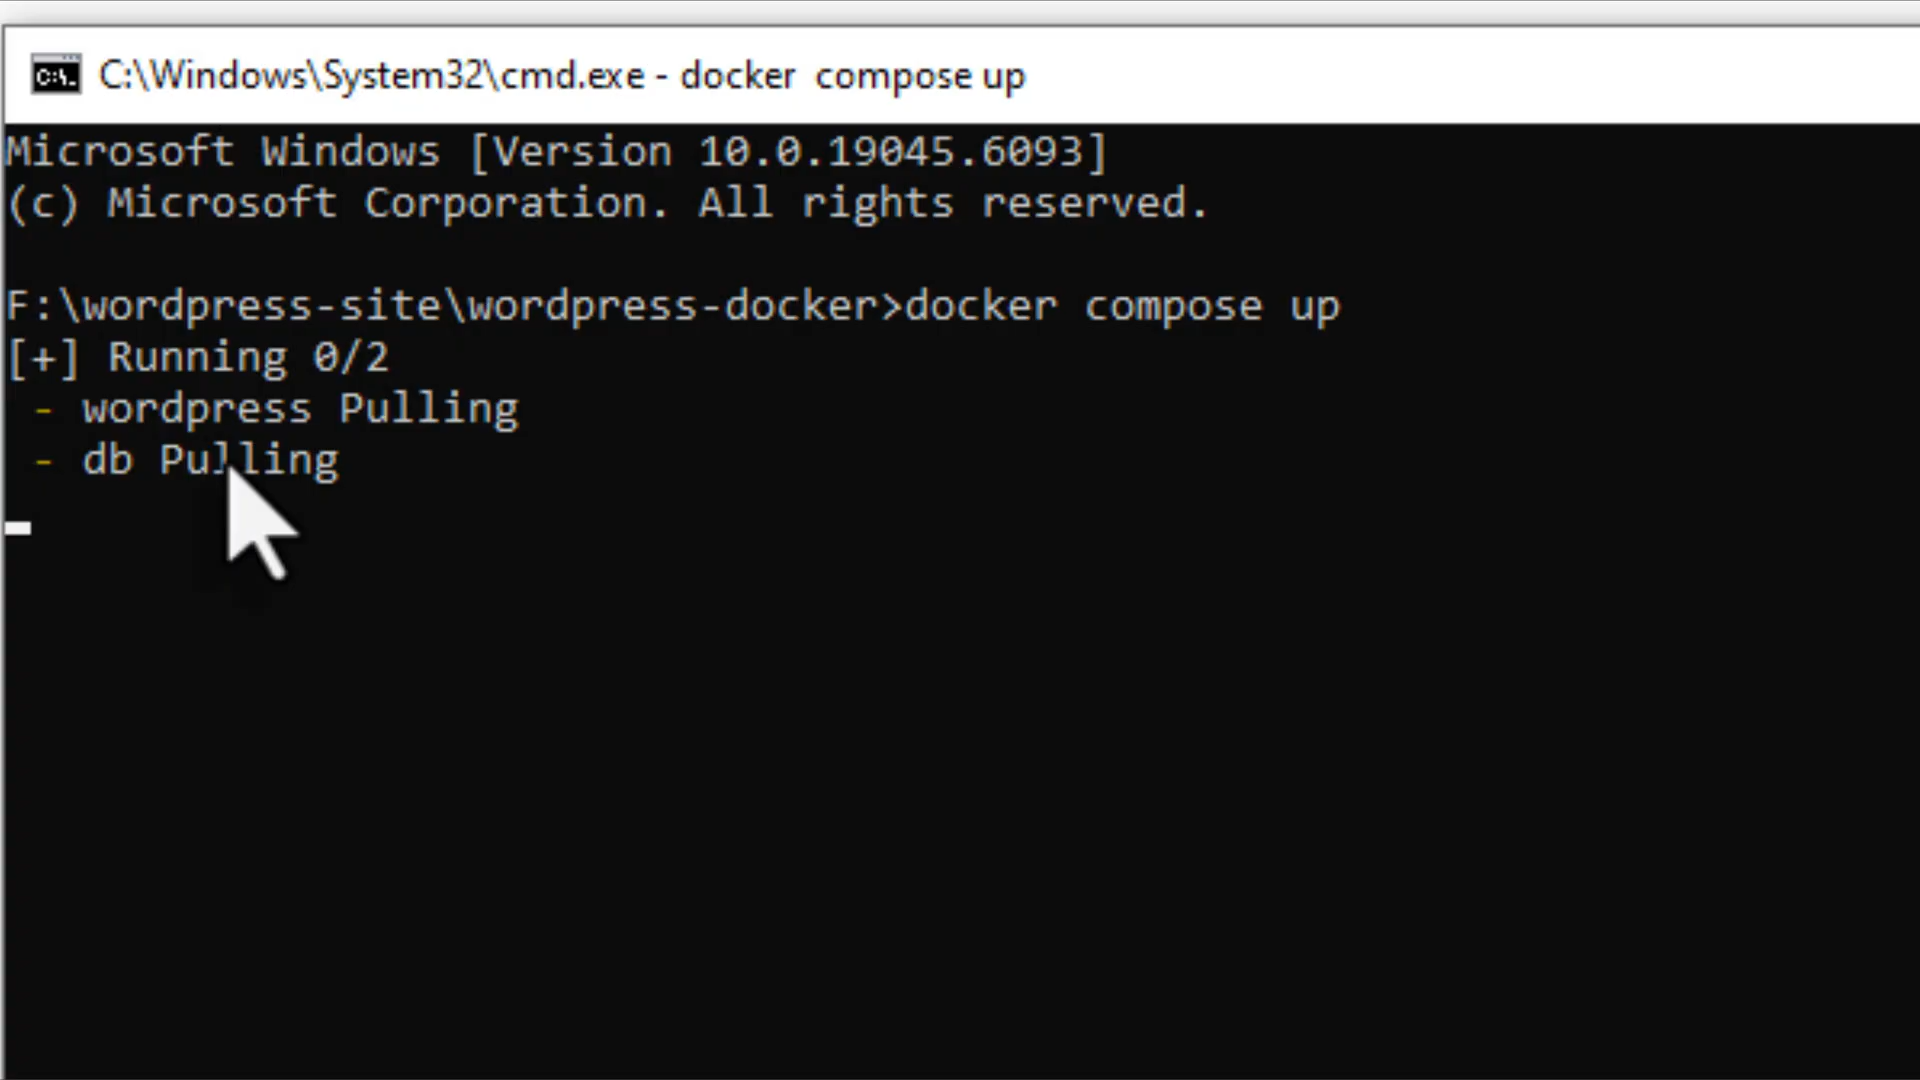 C:\Windows\System32\cmd.exe - docker  compose up
Microsoft Windows [Version 10.0.19045.6093]
(c) Microsoft Corporation. All rights reserved.
F:\wordpress-site\wordpress-docker>docker compose up
[+] Running 0/2
 - wordpress Pulling
 - db Pulling